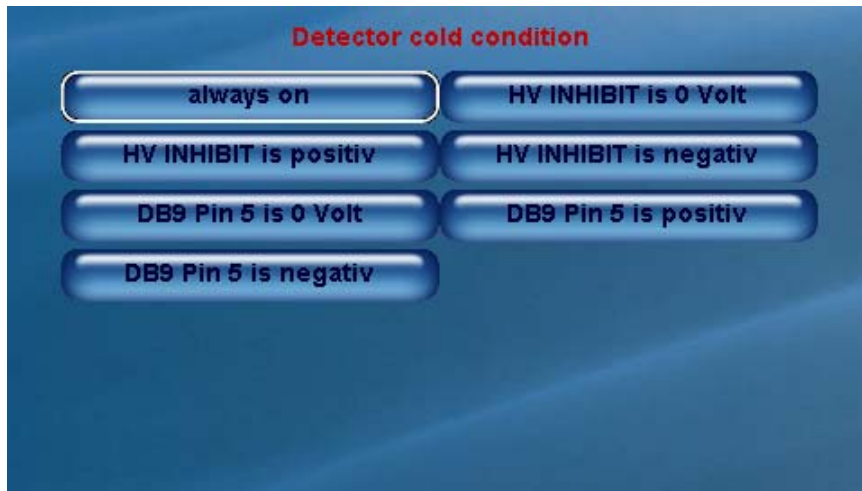 Detector cold condition
always on
HV INHIBIT is 0 Volt
HV INHIBIT is positiv
HV INHIBIT is negativ
DB9 Pin 5 is 0 Volt
DB9 Pin 5 is positiv
DB9 Pin 5 is negativ